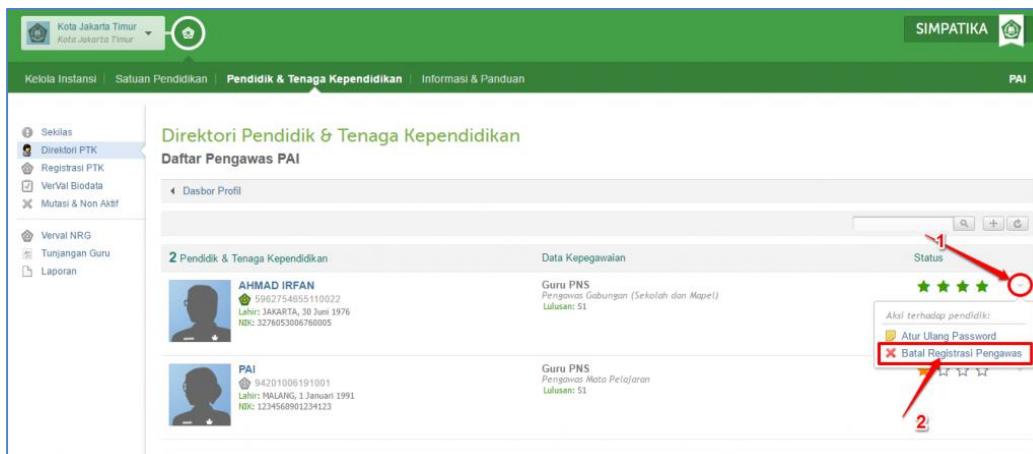 Kota Jakarta Timur
Kota Jakarta Timur
SIMPATIKA
Kelola Instansi | Satuan Pendidikan | Pendidik & Tenaga Kependidikan | Informasi & Panduan
PAI
Sekilas
Direktori PTK
Registrasi PTK
VerVal Biodata
Mutasi & Non Aktif
Verval NRG
Tunjangan Guru
Laporan
Direktori Pendidik & Tenaga Kependidikan
Daftar Pengawas PAI
Dasbor Profil
1
2 Pendidik & Tenaga Kependidikan
Data Kepegawaian
Status
AHMAD IRFAN
5962754655110022
Lahir: JAKARTA, 30 Juni 1976
NIK: 3276053006760005
Guru PNS
Pengawas Gabungan (Sekolah dan Mapel)
Lulusan: S1
Aksi terhadap pendidik:
Atur Ulang Password
Batal Registrasi Pengawas
PAI
94201006191001
Lahir: MALANG, 1 Januari 1991
NIK: 1234568901234123
Guru PNS
Pengawas Mata Pelajaran
Lulusan: S1
2